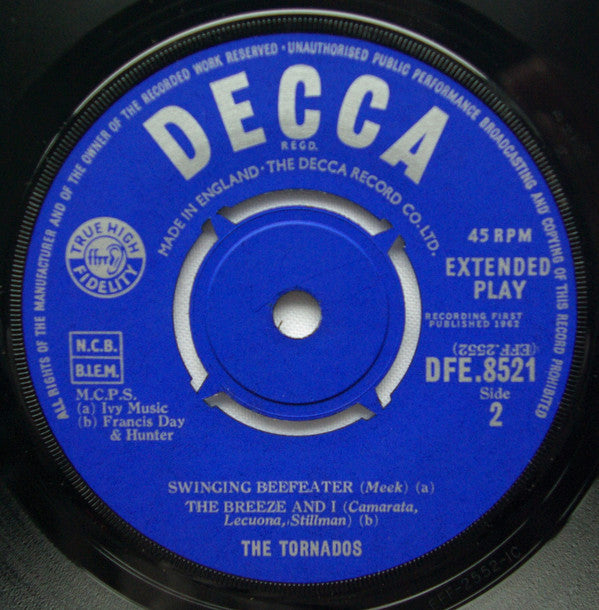 ALL RIGHTS OF THE MANUFACTURER AND OF THE OWNER OF THE RECORDED WORK RESERVED · UNAUTHORISED PUBLIC PERFORMANCE BROADCASTING AND COPYING OF THIS RECORD PROHIBITED
DECCA
REGD.
MADE IN ENGLAND · THE DECCA RECORD CO. LTD.
TRUE HIGH
ffrr
FIDELITY
45 RPM
EXTENDED
PLAY
RECORDING FIRST
PUBLISHED 1962
(EFF.2552)
DFE.8521
Side
2
N.C.B.
B.I.E.M.
M.C.P.S.
(a) Ivy Music
(b) Francis Day
& Hunter
SWINGING BEEFEATER (Meek) (a)
THE BREEZE AND I (Camarata,
Lecuona, Stillman) (b)
THE TORNADOS